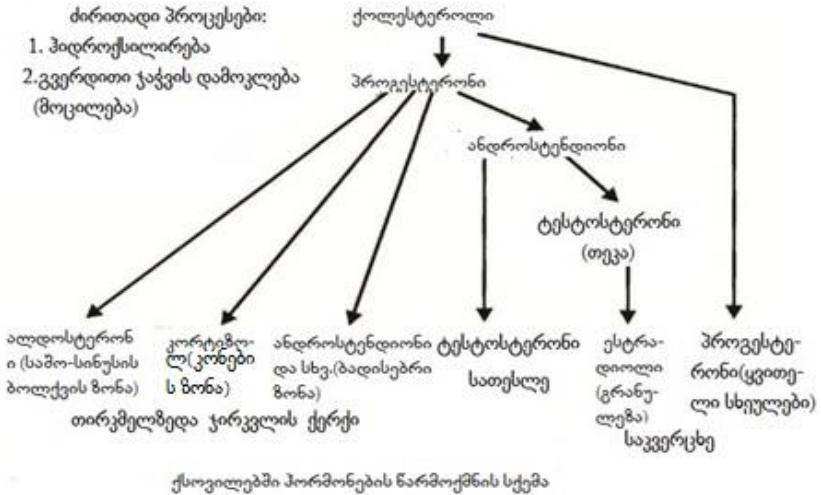 ძირითადი პროცესები:
1. ჰიდროქსილირება
2.გვერდითი ჯაჭვის დამოკლება
(მოცილება)
ქოლესტეროლი
პროგესტერონი
ანდროსტენდიონი
ტესტოსტერონი
(თეკა)
ალდოსტერონ
ი (საშო-სინუსის
ბოლქვის ზონა)
კორტიზო-
ლ(კონები
ს ზონა)
ანდროსტენდიონი
და სხვ.(ბადისებრი
ზონა)
თირკმელზედა ჯირკვლის ქერქი
ტესტოსტერონი
სათესლე
ესტრა-
დიოლი
(გრანუ-
ლეზა)
პროგესტე-
რონი(ყვითე-
ლი სხეულები)
საკვერცხე
ქსოვილებში ჰორმონების წარმოქმნის სქემა